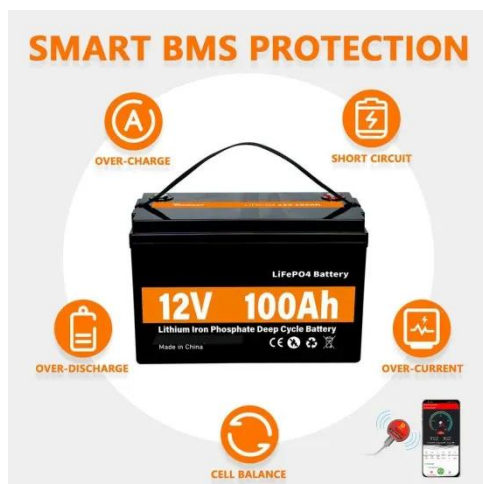 SMART BMS PROTECTION
OVER-CHARGE
SHORT CIRCUIT
LiFePO4 Battery
12V 100Ah
Lithium Iron Phosphate Deep Cycle Battery
Made in China
OVER-DISCHARGE
OVER-CURRENT
CELL BALANCE